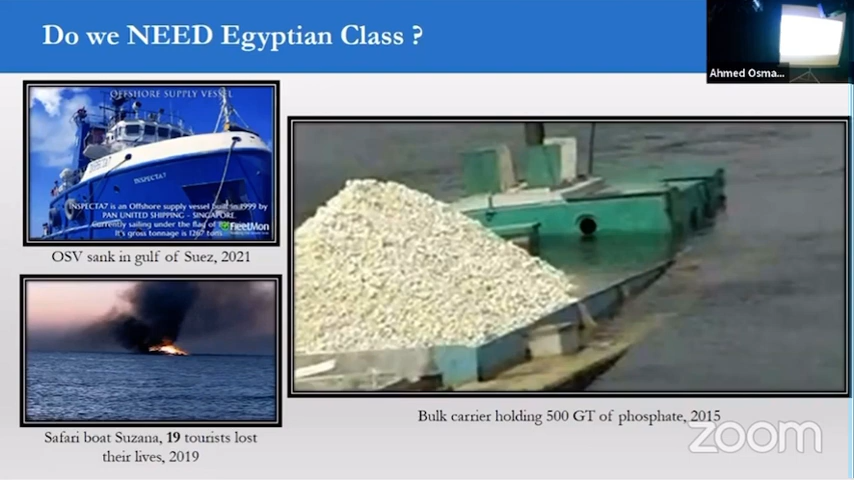 Do we NEED Egyptian Class ?
Ahmed Osma...
OFFSHORE SUPPLY VESSEL
INSPECTA7
INSPECTA7 is an Offshore supply vessel built in 1999 by
PAN UNITED SHIPPING - SINGAPORE.
Currently sailing under the flag of
It's gross tonnage is 1267 tons.
FleetMon
OSV sank in gulf of Suez, 2021
Safari boat Suzana, 19 tourists lost
their lives, 2019
Bulk carrier holding 500 GT of phosphate, 2015
zoom